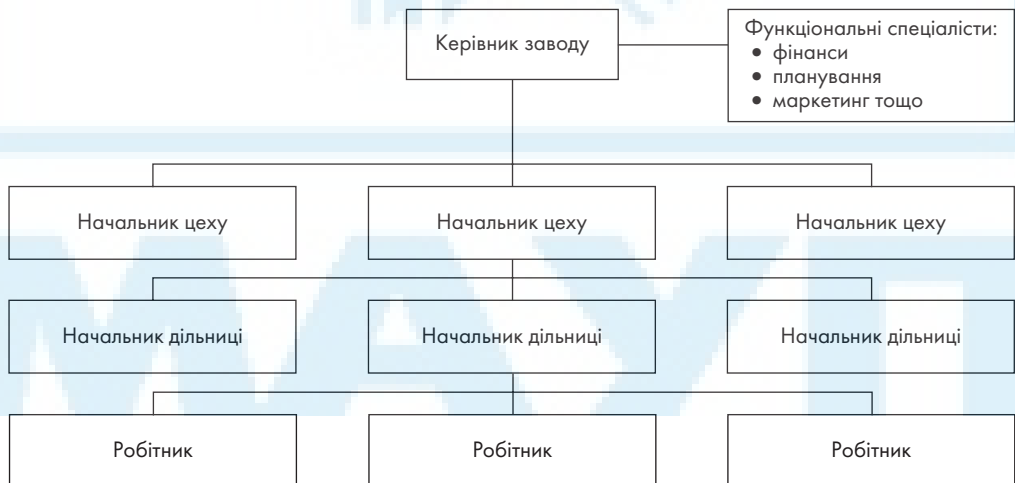 Керівник заводу
Функціональні спеціалісти:
• фінанси
• планування
• маркетинг тощо
Начальник цеху
Начальник цеху
Начальник цеху
Начальник дільниці
Начальник дільниці
Начальник дільниці
Робітник
Робітник
Робітник